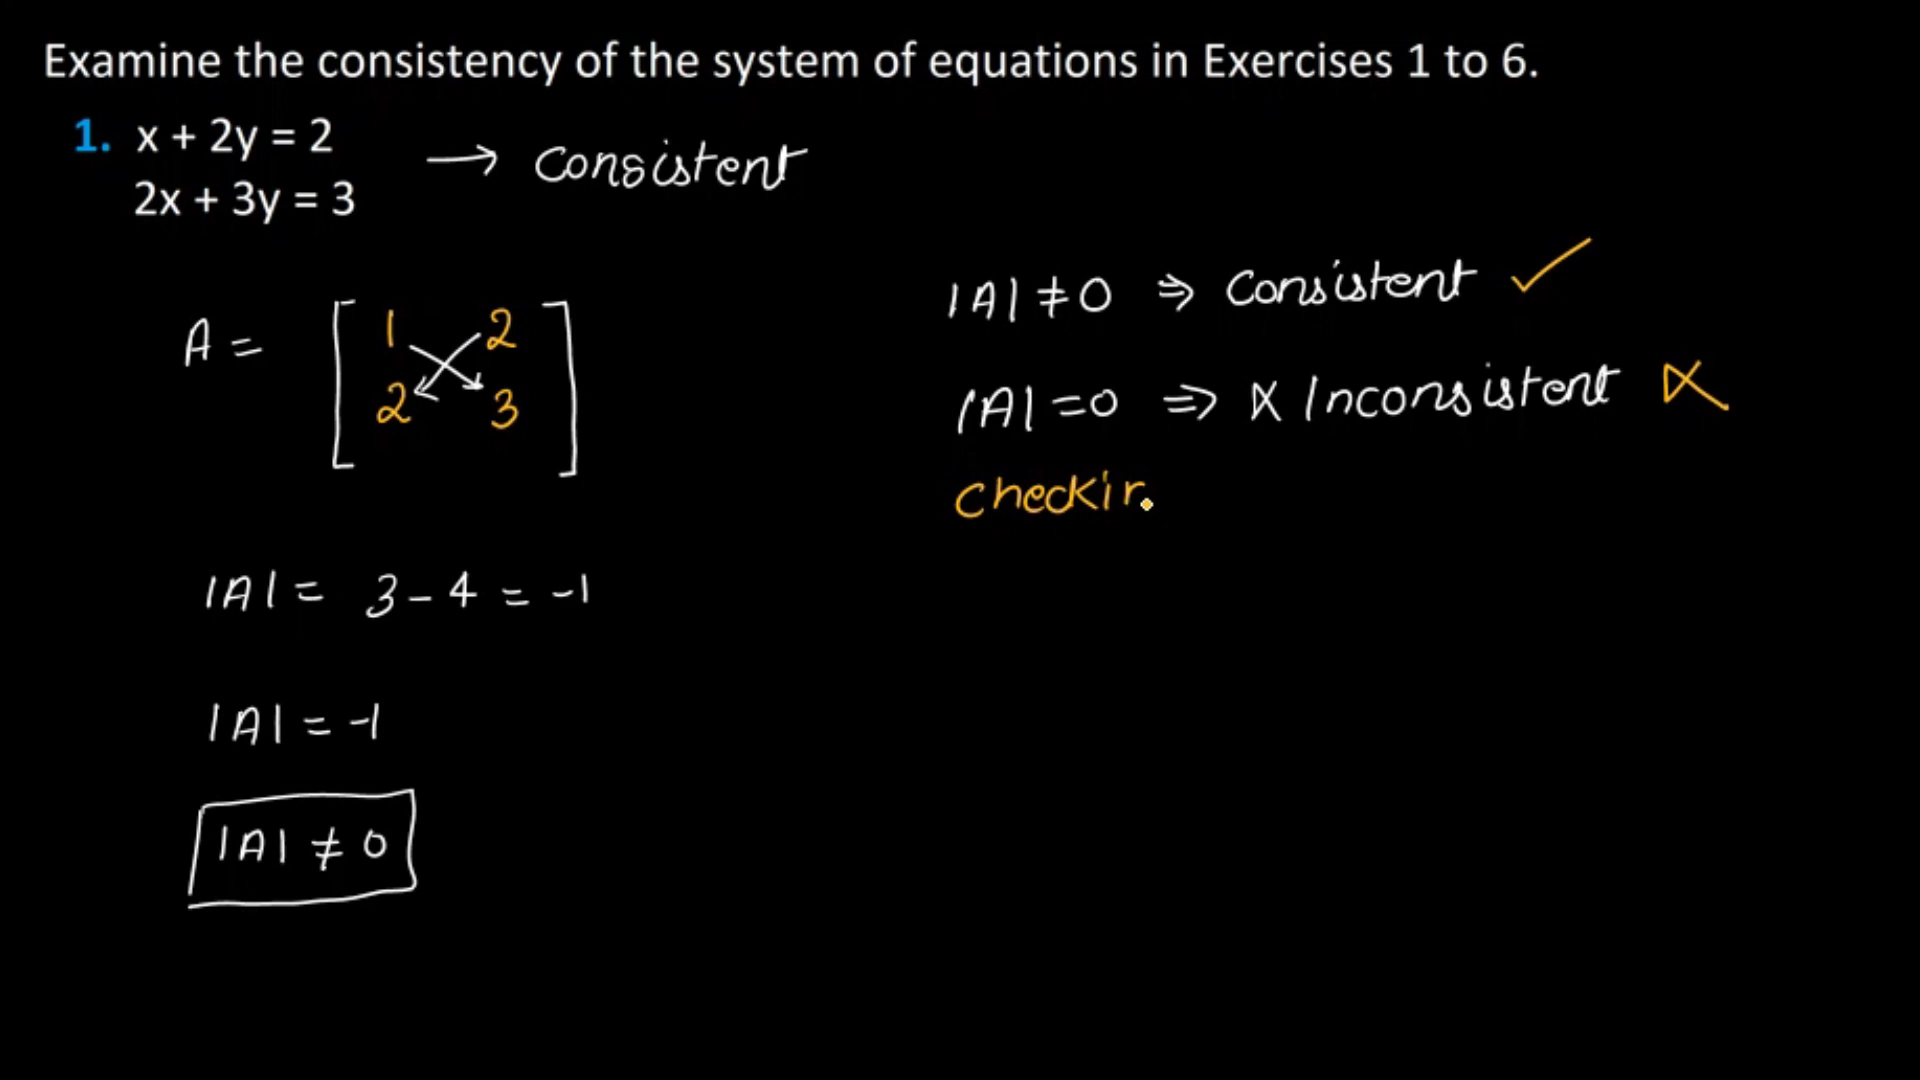 Examine the consistency of the system of equations in Exercises 1 to 6.
1. x + 2y = 2
2x + 3y = 3
→ Consistent
A = [ 1 2
2 3 ]
|A| = 3 - 4 = -1
|A| = -1
|A| ≠ 0
|A| ≠ 0 ⇒ Consistent ✓
|A| = 0 ⇒ X Inconsistent X
Checkin